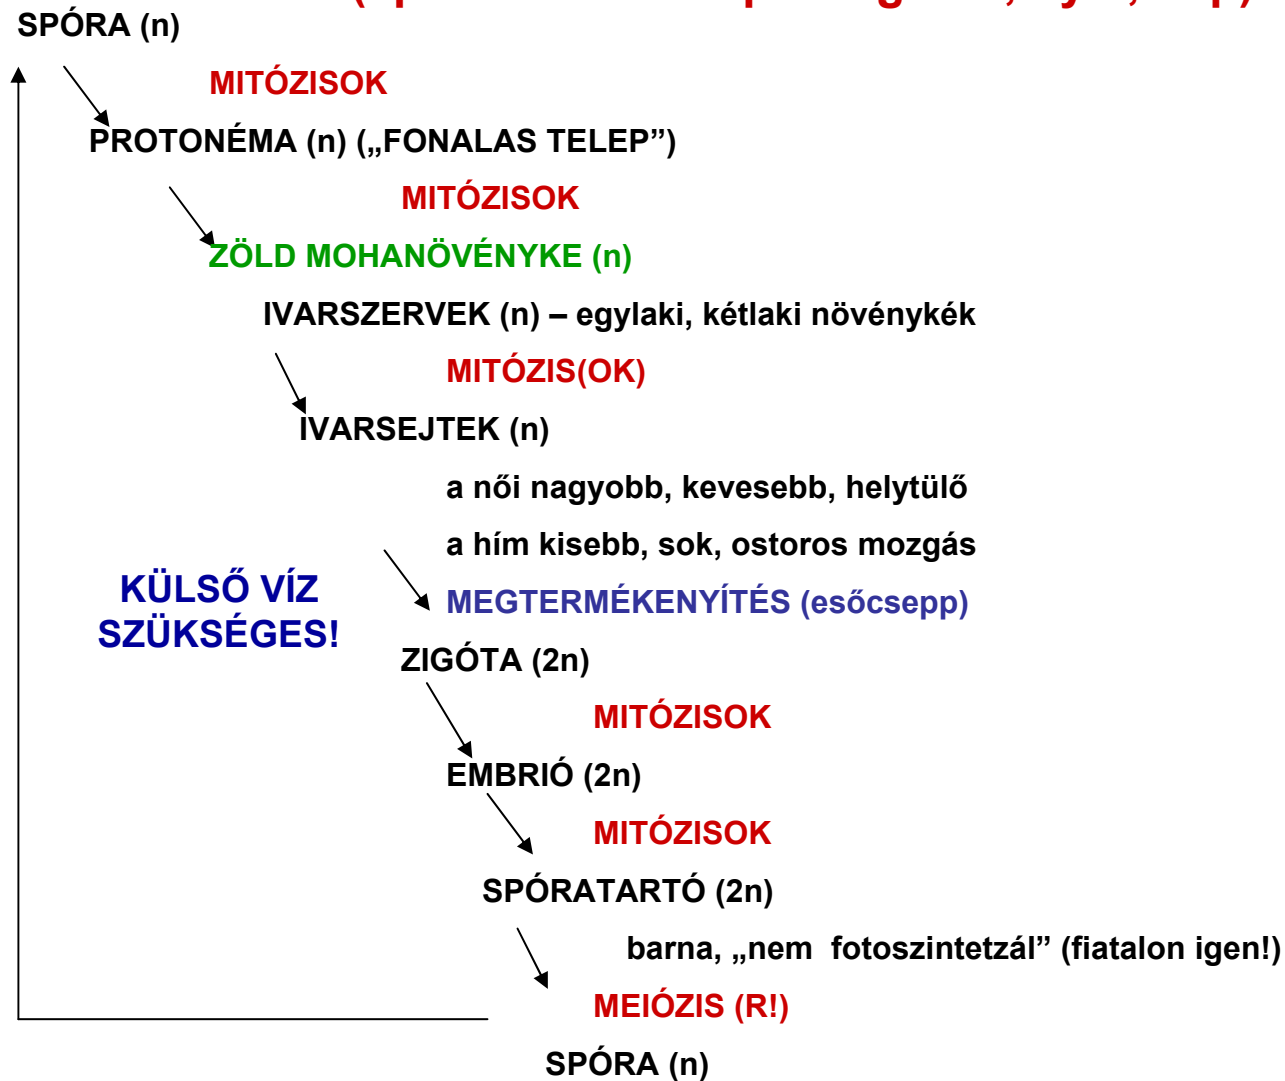 SPÓRA (n)
MITÓZISOK
PROTONÉMA (n) („FONALAS TELEP”)
MITÓZISOK
ZÖLD MOHANÖVÉNYKE (n)
IVARSZERVEK (n) – egylaki, kétlaki növénykék
MITÓZIS(OK)
IVARSEJTEK (n)
a női nagyobb, kevesebb, helytülő
a hím kisebb, sok, ostoros mozgás
KÜLSŐ VÍZ
SZÜKSÉGES!
MEGTERMÉKENYÍTÉS (esőcsepp)
ZIGÓTA (2n)
MITÓZISOK
EMBRIÓ (2n)
MITÓZISOK
SPÓRATARTÓ (2n)
barna, „nem fotoszintetzál” (fiatalon igen!)
MEIÓZIS (R!)
SPÓRA (n)